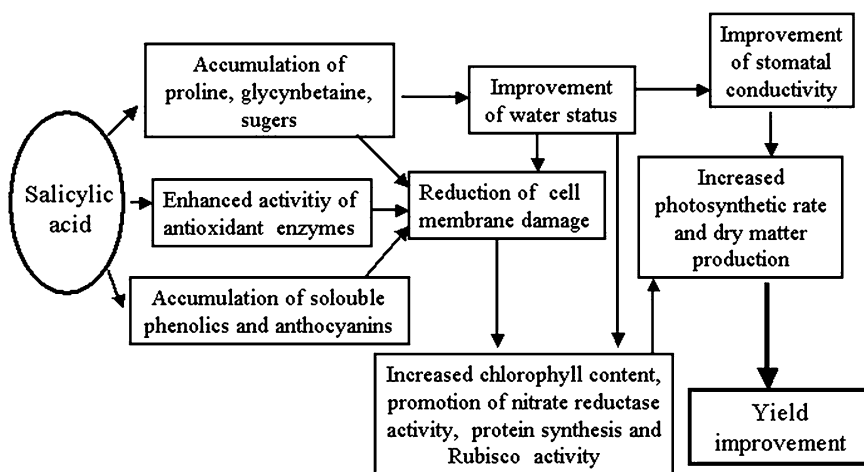 Salicylic
acid
Accumulation of
proline, glycynbetaine,
sugers
Enhanced activitiy of
antioxidant enzymes
Accumulation of solouble
phenolics and anthocyanins
Improvement
of water status
Reduction of cell
membrane damage
Increased chlorophyll content,
promotion of nitrate reductase
activity, protein synthesis and
Rubisco activity
Improvement
of stomatal
conductivity
Increased
photosynthetic rate
and dry matter
production
Yield
improvement